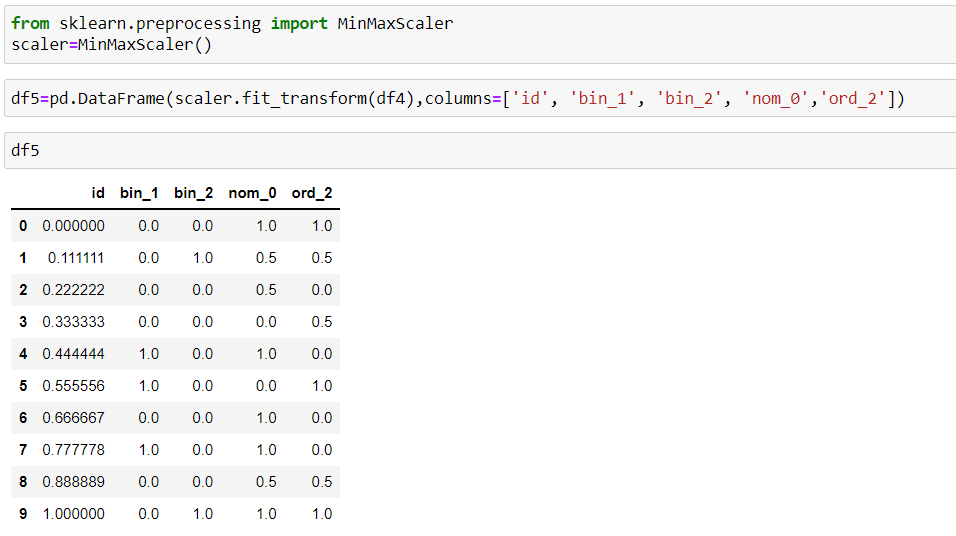 from sklearn.preprocessing import MinMaxScaler
scaler=MinMaxScaler()
df5=pd.DataFrame(scaler.fit_transform(df4),columns=['id', 'bin_1', 'bin_2', 'nom_0','ord_2'])
df5
id bin_1 bin_2 nom_0 ord_2
0 0.000000 0.0 0.0 1.0 1.0
1 0.111111 0.0 1.0 0.5 0.5
2 0.222222 0.0 0.0 0.5 0.0
3 0.333333 0.0 0.0 0.0 0.5
4 0.444444 1.0 0.0 1.0 0.0
5 0.555556 1.0 0.0 0.0 1.0
6 0.666667 0.0 0.0 1.0 0.0
7 0.777778 1.0 0.0 1.0 0.0
8 0.888889 0.0 0.0 0.5 0.5
9 1.000000 0.0 1.0 1.0 1.0